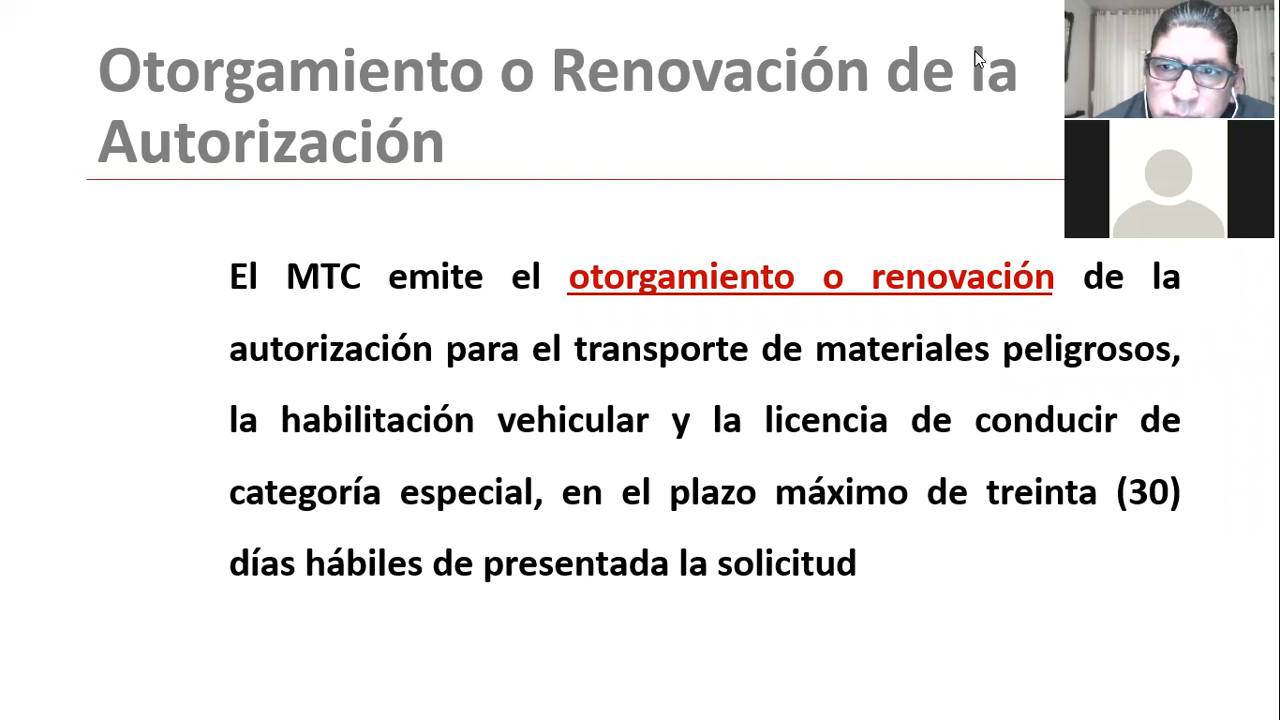 Otorgamiento o Renovación de la
Autorización
El MTC emite el otorgamiento o renovación de la
autorización para el transporte de materiales peligrosos,
la habilitación vehicular y la licencia de conducir de
categoría especial, en el plazo máximo de treinta (30)
días hábiles de presentada la solicitud